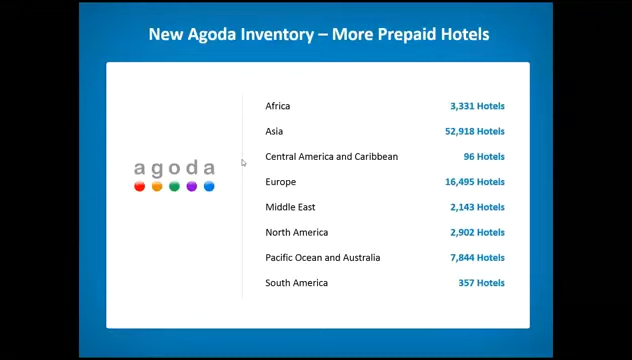 New Agoda Inventory – More Prepaid Hotels
agoda
Africa 3,331 Hotels
Asia 52,918 Hotels
Central America and Caribbean 96 Hotels
Europe 16,495 Hotels
Middle East 2,143 Hotels
North America 2,902 Hotels
Pacific Ocean and Australia 7,844 Hotels
South America 357 Hotels